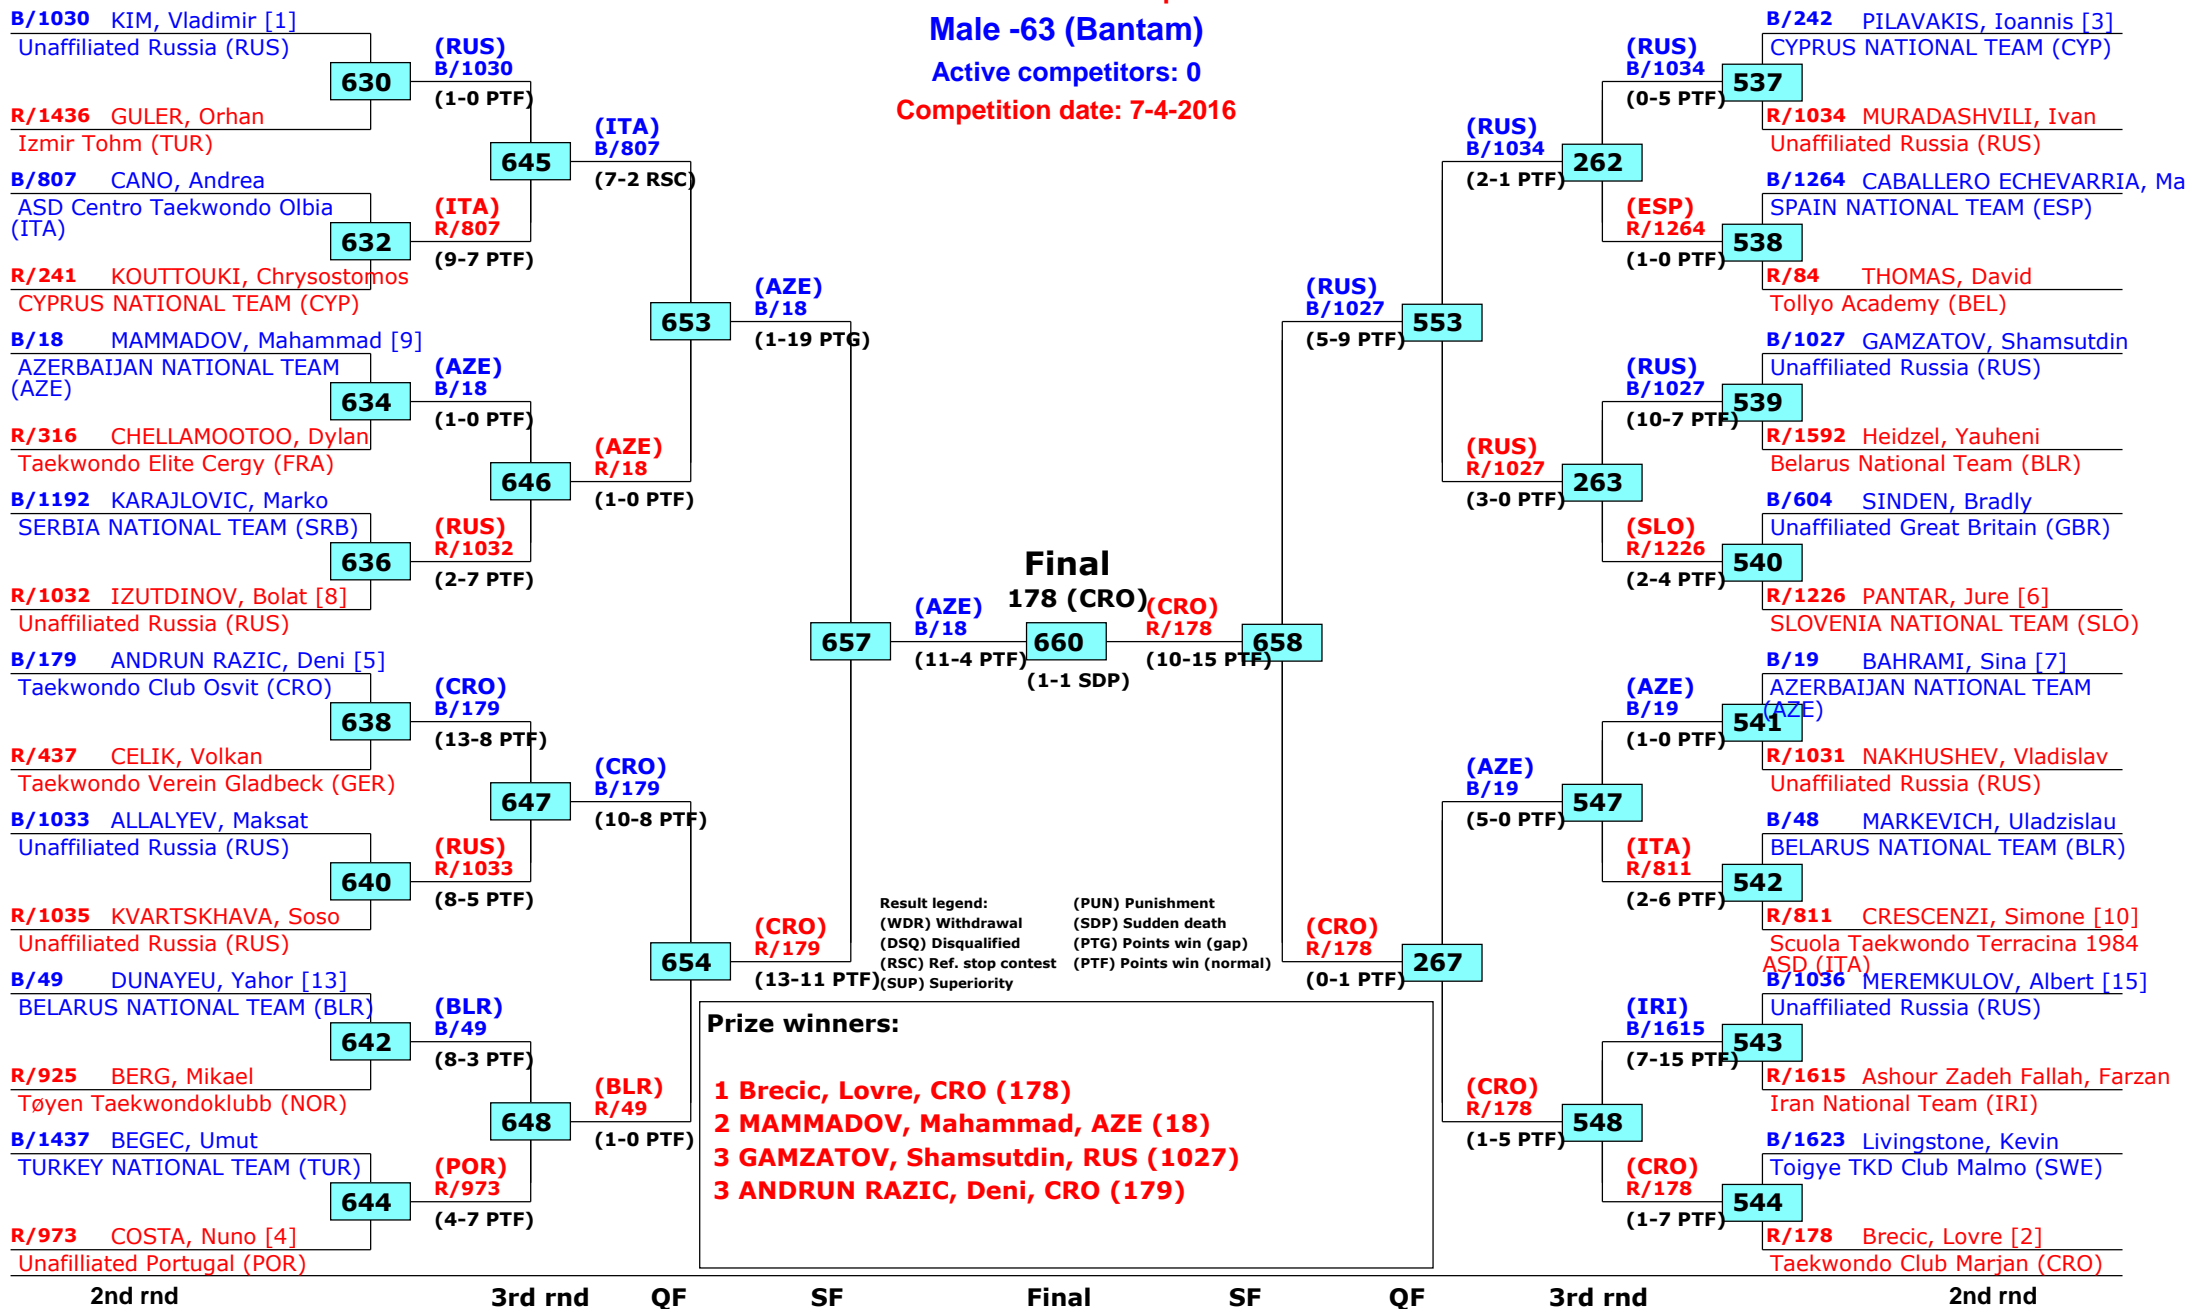 Male -63 (Bantam)
Active competitors: 0
Competition date: 7-4-2016
B/1030 KIM, Vladimir [1]
Unaffiliated Russia (RUS)
630
R/1436 GULER, Orhan
Izmir Tohm (TUR)
B/807 CANO, Andrea
ASD Centro Taekwondo Olbia
(ITA)
632
R/241 KOUTTOUKI, Chrysostomos
CYPRUS NATIONAL TEAM (CYP)
B/18 MAMMADOV, Mahammad [9]
AZERBAIJAN NATIONAL TEAM
(AZE)
634
R/316 CHELLAMOOTOO, Dylan
Taekwondo Elite Cergy (FRA)
B/1192 KARAJLOVIC, Marko
SERBIA NATIONAL TEAM (SRB)
636
R/1032 IZUTDINOV, Bolat [8]
Unaffiliated Russia (RUS)
B/179 ANDRUN RAZIC, Deni [5]
Taekwondo Club Osvit (CRO)
638
R/437 CELIK, Volkan
Taekwondo Verein Gladbeck (GER)
B/1033 ALLALYEV, Maksat
Unaffiliated Russia (RUS)
640
R/1035 KVARTSKHAVA, Soso
Unaffiliated Russia (RUS)
B/49 DUNAYEU, Yahor [13]
BELARUS NATIONAL TEAM (BLR)
642
R/925 BERG, Mikael
Tøyen Taekwondoklubb (NOR)
B/1437 BEGEC, Umut
TURKEY NATIONAL TEAM (TUR)
644
R/973 COSTA, Nuno [4]
Unafilliated Portugal (POR)
(RUS)
B/1030
(1-0 PTF)
645
(ITA)
R/807
(9-7 PTF)
(AZE)
B/18
(1-0 PTF)
646
(RUS)
R/1032
(2-7 PTF)
(CRO)
B/179
(13-8 PTF)
647
(RUS)
R/1033
(8-5 PTF)
(BLR)
B/49
(8-3 PTF)
648
(POR)
R/973
(4-7 PTF)
(ITA)
B/807
(7-2 RSC)
653
(AZE)
R/18
(1-0 PTF)
(CRO)
B/179
(10-8 PTF)
654
(BLR)
R/49
(1-0 PTF)
(AZE)
B/18
(1-19 PTG)
657
(CRO)
R/179
(13-11 PTF)
(AZE)
B/18
(11-4 PTF)
Final
178 (CRO)
660
(1-1 SDP)
(CRO)
R/178
(10-15 PTF)
658
(RUS)
B/1027
(5-9 PTF)
553
(CRO)
R/178
(0-1 PTF)
267
(RUS)
B/1034
(2-1 PTF)
262
(RUS)
R/1027
(3-0 PTF)
263
(AZE)
B/19
(5-0 PTF)
547
(CRO)
R/178
(1-5 PTF)
548
(RUS)
B/1034
(0-5 PTF)
(ESP)
R/1264
(1-0 PTF)
(RUS)
B/1027
(10-7 PTF)
(SLO)
R/1226
(2-4 PTF)
(AZE)
B/19
(1-0 PTF)
(ITA)
R/811
(2-6 PTF)
(IRI)
B/1615
(7-15 PTF)
(CRO)
R/178
(1-7 PTF)
B/242 PILAVAKIS, Ioannis [3]
CYPRUS NATIONAL TEAM (CYP)
537
R/1034 MURADASHVILI, Ivan
Unaffiliated Russia (RUS)
B/1264 CABALLERO ECHEVARRIA, Ma
SPAIN NATIONAL TEAM (ESP)
538
R/84 THOMAS, David
Tollyo Academy (BEL)
B/1027 GAMZATOV, Shamsutdin
Unaffiliated Russia (RUS)
539
R/1592 Heidzel, Yauheni
Belarus National Team (BLR)
B/604 SINDEN, Bradly
Unaffiliated Great Britain (GBR)
540
R/1226 PANTAR, Jure [6]
SLOVENIA NATIONAL TEAM (SLO)
B/19 BAHRAMI, Sina [7]
AZERBAIJAN NATIONAL TEAM
(AZE)
541
R/1031 NAKHUSHEV, Vladislav
Unaffiliated Russia (RUS)
B/48 MARKEVICH, Uladzislau
BELARUS NATIONAL TEAM (BLR)
542
R/811 CRESCENZI, Simone [10]
Scuola Taekwondo Terracina 1984
ASD (ITA)
B/1036 MEREMKULOV, Albert [15]
Unaffiliated Russia (RUS)
543
R/1615 Ashour Zadeh Fallah, Farzan
Iran National Team (IRI)
B/1623 Livingstone, Kevin
Toigye TKD Club Malmo (SWE)
544
R/178 Brecic, Lovre [2]
Taekwondo Club Marjan (CRO)
Result legend: (PUN) Punishment
(WDR) Withdrawal (SDP) Sudden death
(DSQ) Disqualified (PTG) Points win (gap)
(RSC) Ref. stop contest (PTF) Points win (normal)
(SUP) Superiority
Prize winners:
1 Brecic, Lovre, CRO (178)
2 MAMMADOV, Mahammad, AZE (18)
3 GAMZATOV, Shamsutdin, RUS (1027)
3 ANDRUN RAZIC, Deni, CRO (179)
2nd rnd 3rd rnd QF SF Final SF QF 3rd rnd 2nd rnd